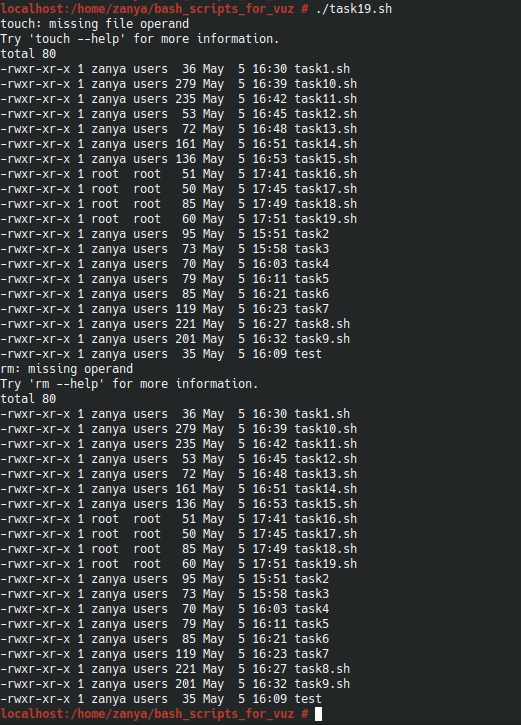 localhost:/home/zanya/bash_scripts_for_vuz # ./task19.sh
touch: missing file operand
Try 'touch --help' for more information.
total 80
-rwxr-xr-x 1 zanya users  36 May  5 16:30 task1.sh
-rwxr-xr-x 1 zanya users 279 May  5 16:39 task10.sh
-rwxr-xr-x 1 zanya users 235 May  5 16:42 task11.sh
-rwxr-xr-x 1 zanya users  53 May  5 16:45 task12.sh
-rwxr-xr-x 1 zanya users  72 May  5 16:48 task13.sh
-rwxr-xr-x 1 zanya users 161 May  5 16:51 task14.sh
-rwxr-xr-x 1 zanya users 136 May  5 16:53 task15.sh
-rwxr-xr-x 1 root  root   51 May  5 17:41 task16.sh
-rwxr-xr-x 1 root  root   50 May  5 17:45 task17.sh
-rwxr-xr-x 1 root  root   85 May  5 17:49 task18.sh
-rwxr-xr-x 1 root  root   60 May  5 17:51 task19.sh
-rwxr-xr-x 1 zanya users  95 May  5 15:51 task2
-rwxr-xr-x 1 zanya users  73 May  5 15:58 task3
-rwxr-xr-x 1 zanya users  70 May  5 16:03 task4
-rwxr-xr-x 1 zanya users  79 May  5 16:11 task5
-rwxr-xr-x 1 zanya users  85 May  5 16:21 task6
-rwxr-xr-x 1 zanya users 119 May  5 16:23 task7
-rwxr-xr-x 1 zanya users 221 May  5 16:27 task8.sh
-rwxr-xr-x 1 zanya users 201 May  5 16:32 task9.sh
-rwxr-xr-x 1 zanya users  35 May  5 16:09 test
rm: missing operand
Try 'rm --help' for more information.
total 80
-rwxr-xr-x 1 zanya users  36 May  5 16:30 task1.sh
-rwxr-xr-x 1 zanya users 279 May  5 16:39 task10.sh
-rwxr-xr-x 1 zanya users 235 May  5 16:42 task11.sh
-rwxr-xr-x 1 zanya users  53 May  5 16:45 task12.sh
-rwxr-xr-x 1 zanya users  72 May  5 16:48 task13.sh
-rwxr-xr-x 1 zanya users 161 May  5 16:51 task14.sh
-rwxr-xr-x 1 zanya users 136 May  5 16:53 task15.sh
-rwxr-xr-x 1 root  root   51 May  5 17:41 task16.sh
-rwxr-xr-x 1 root  root   50 May  5 17:45 task17.sh
-rwxr-xr-x 1 root  root   85 May  5 17:49 task18.sh
-rwxr-xr-x 1 root  root   60 May  5 17:51 task19.sh
-rwxr-xr-x 1 zanya users  95 May  5 15:51 task2
-rwxr-xr-x 1 zanya users  73 May  5 15:58 task3
-rwxr-xr-x 1 zanya users  70 May  5 16:03 task4
-rwxr-xr-x 1 zanya users  79 May  5 16:11 task5
-rwxr-xr-x 1 zanya users  85 May  5 16:21 task6
-rwxr-xr-x 1 zanya users 119 May  5 16:23 task7
-rwxr-xr-x 1 zanya users 221 May  5 16:27 task8.sh
-rwxr-xr-x 1 zanya users 201 May  5 16:32 task9.sh
-rwxr-xr-x 1 zanya users  35 May  5 16:09 test
localhost:/home/zanya/bash_scripts_for_vuz #